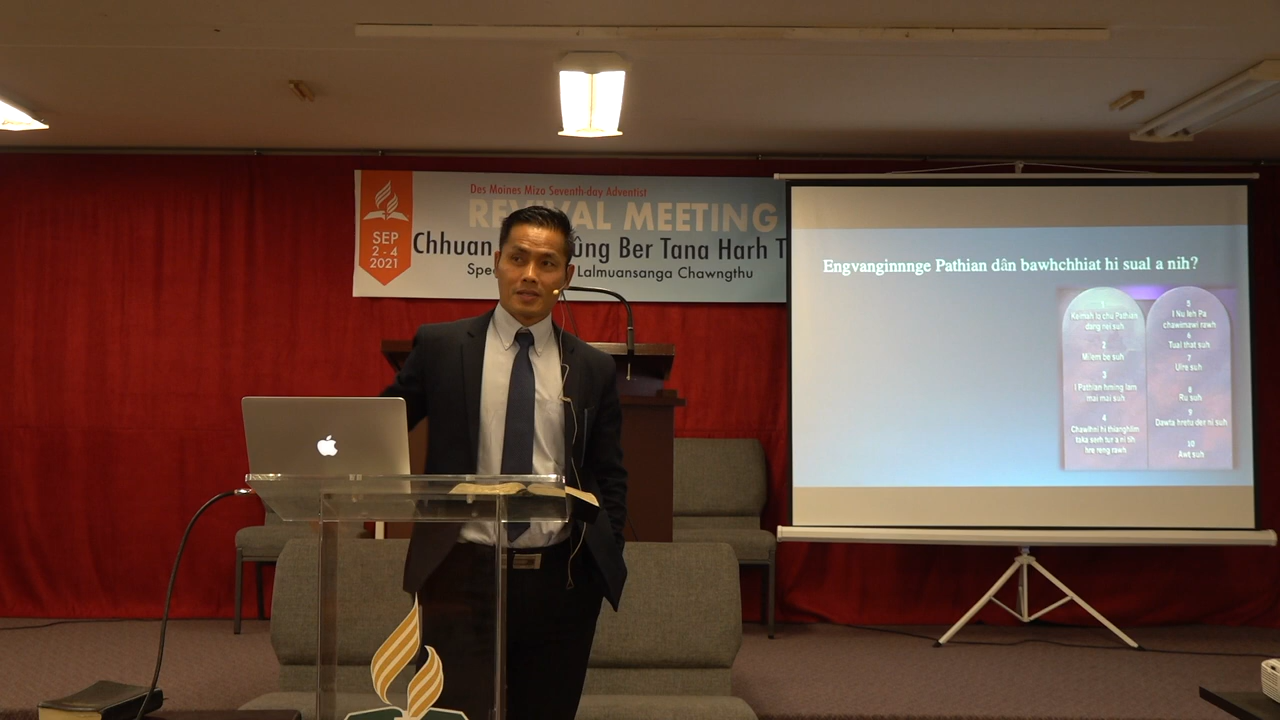 Des Moines Mizo Seventh-day Adventist
REVIVAL MEETING
SEP
2 - 4
2021
Chhuan ûng Ber Tana Harh T
Spe Lalmuansanga Chawngthu
Engvanginnnge Pathian dân bawhchhiat hi sual a nih?
1
Kamah lo chu Pathian
dang nei suh
2
Milem be suh
3
I Pathian hming lam
mai mai suh
4
Chawlhni hi thianghlim
taka serh tur a ni tih
hre reng rawh
5
I Nu leh Pa
chawimawi rawh
6
Tual that suh
7
Uire suh
8
Ru suh
9
Dawta hretu der ni suh
10
Awt suh